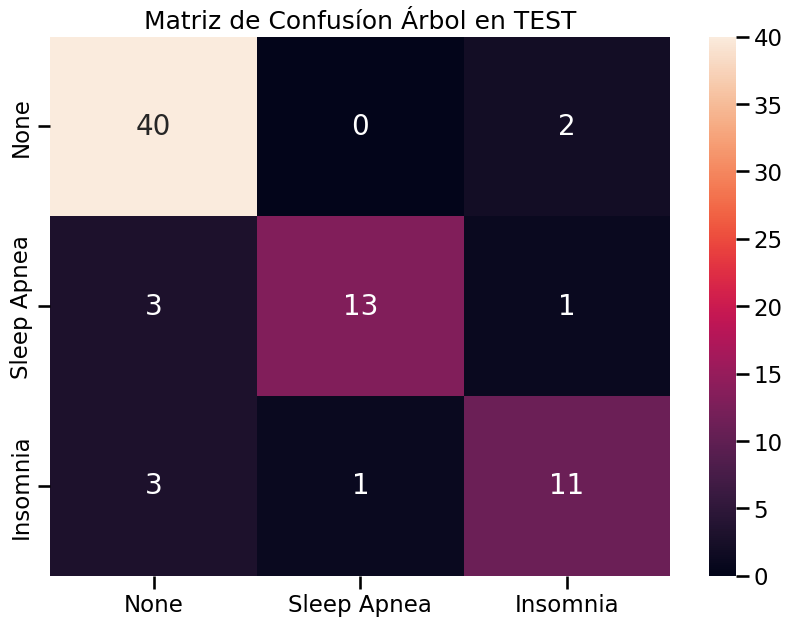 Matriz de Confusíon Árbol en TEST
None
40
0
2
Sleep Apnea
3
13
1
Insomnia
3
1
11
None
Sleep Apnea
Insomnia
40
35
30
25
20
15
10
5
0